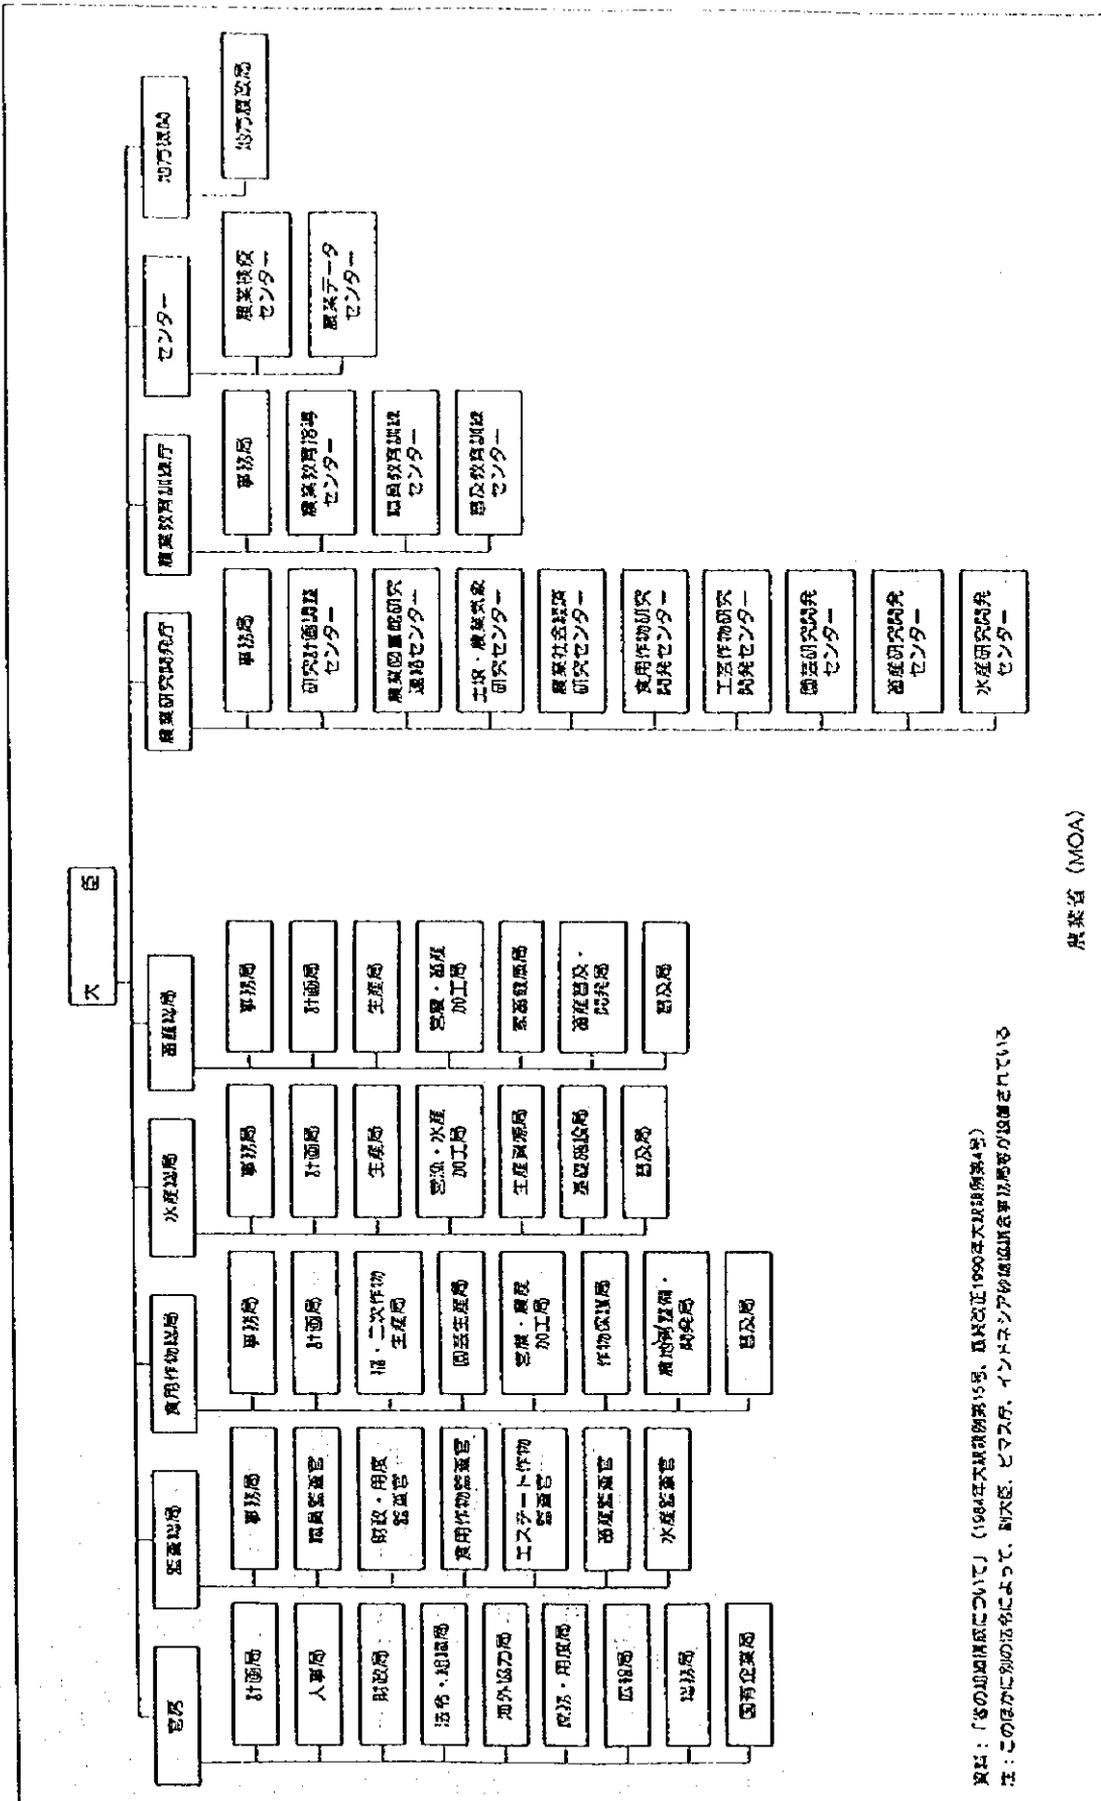 大臣
官房
計画局
人事局
財政局
法令・組織局
海外協力局
庶務・用度局
広報局
総務局
国有企業局
監査総局
事務局
職員監査官
財政・用度
監査官
食用作物監査官
エステート作物
監査官
畜産監査官
水産監査官
食用作物総局
事務局
計画局
稲・二次作物
生産局
園芸生産局
営農・農産
加工局
作物保護局
農地再整備・
開発局
普及局
水産総局
事務局
計画局
生産局
営漁・水産
加工局
生産資源局
基礎施設局
普及局
畜産総局
事務局
計画局
生産局
営農・畜産
加工局
家畜健康局
畜産普及・
開発局
普及局
農業研究開発庁
事務局
研究計画調整
センター
農業図書館研究
連絡センター
土壌・農業気象
研究センター
農業社会経済
研究センター
食用作物研究
開発センター
工芸作物研究
開発センター
園芸研究開発
センター
畜産研究開発
センター
水産研究開発
センター
農業教育訓練庁
事務局
農業教育指導
センター
職員教育訓練
センター
普及教育訓練
センター
センター
農業検疫
センター
農業データ
センター
地方機関
地方農政局
資料：「省の組織構成について」（1984年大統領例第15号、最終改正1990年大統領例第4号）
注：このほかに別の法令によって、副大臣、ビマス庁、インドネシア砂糖協議会事務局等が設置されている
農業省（MOA）